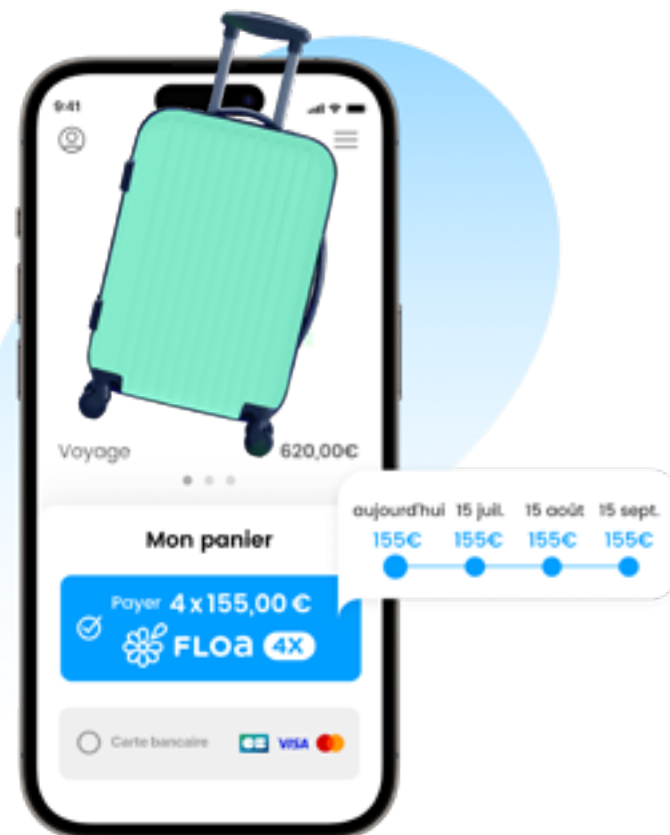 9:41
Voyage 620,00€
Mon panier
aujourd'hui 15 juil. 15 août 15 sept.
155€ 155€ 155€ 155€
Payer 4 x 155,00 €
FLOa 4X
Carte bancaire CB VISA